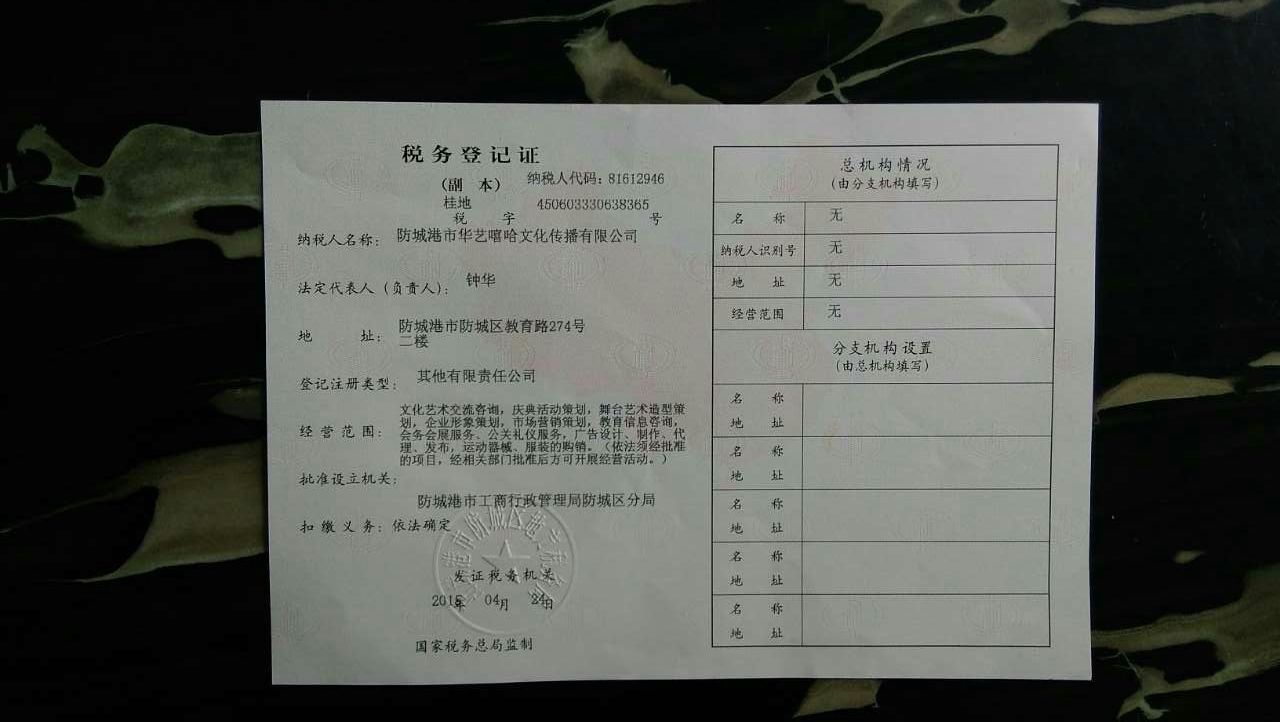 税务登记证
(副 本) 纳税人代码：81612946
桂地 450603330638365
税 字 号
纳税人名称： 防城港市华艺嘻哈文化传播有限公司
法定代表人（负责人）： 钟华
地 址： 防城港市防城区教育路274号
二楼
登记注册类型： 其他有限责任公司
文化艺术交流咨询，庆典活动策划，舞台艺术造型策
划，企业形象策划，市场营销策划，教育信息咨询，
经营范围： 会务会展服务、公关礼仪服务，广告设计、制作、代
理、发布，运动器械、服装的购销。（依法须经批准
的项目，经相关部门批准后方可开展经营活动。）
批准设立机关：
防城港市工商行政管理局防城区分局
扣缴义务： 依法确定
发证税务机关
2015年 04月 24日
国家税务总局监制
总机构情况
(由分支机构填写)
名 称 无
纳税人识别号 无
地 址 无
经营范围 无
分支机构设置
(由总机构填写)
名 称
地 址
名 称
地 址
名 称
地 址
名 称
地 址
名 称
地 址